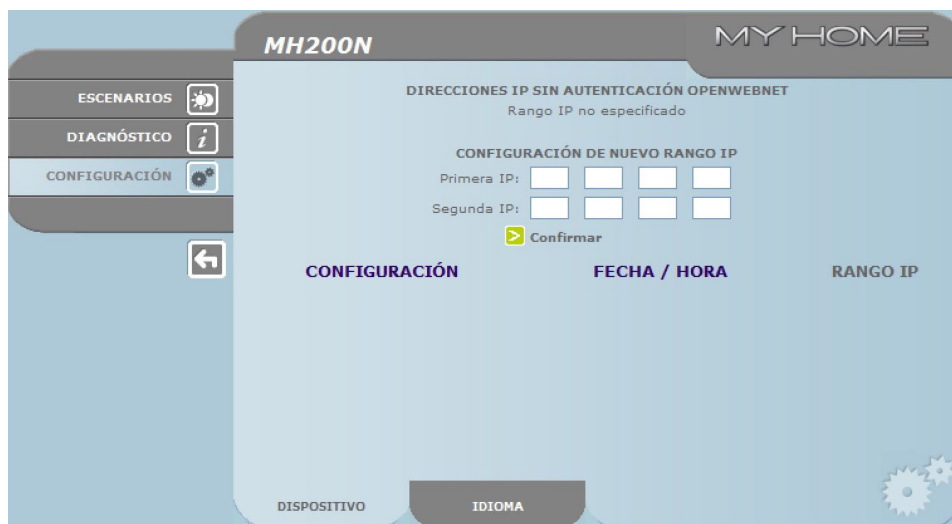 MH200N
MY HOME
ESCENARIOS
DIAGNÓSTICO
CONFIGURACIÓN
DIRECCIONES IP SIN AUTENTICACIÓN OPENWEBNET
Rango IP no especificado
CONFIGURACIÓN DE NUEVO RANGO IP
Primera IP:
Segunda IP:
Confirmar
CONFIGURACIÓN FECHA / HORA RANGO IP
DISPOSITIVO IDIOMA